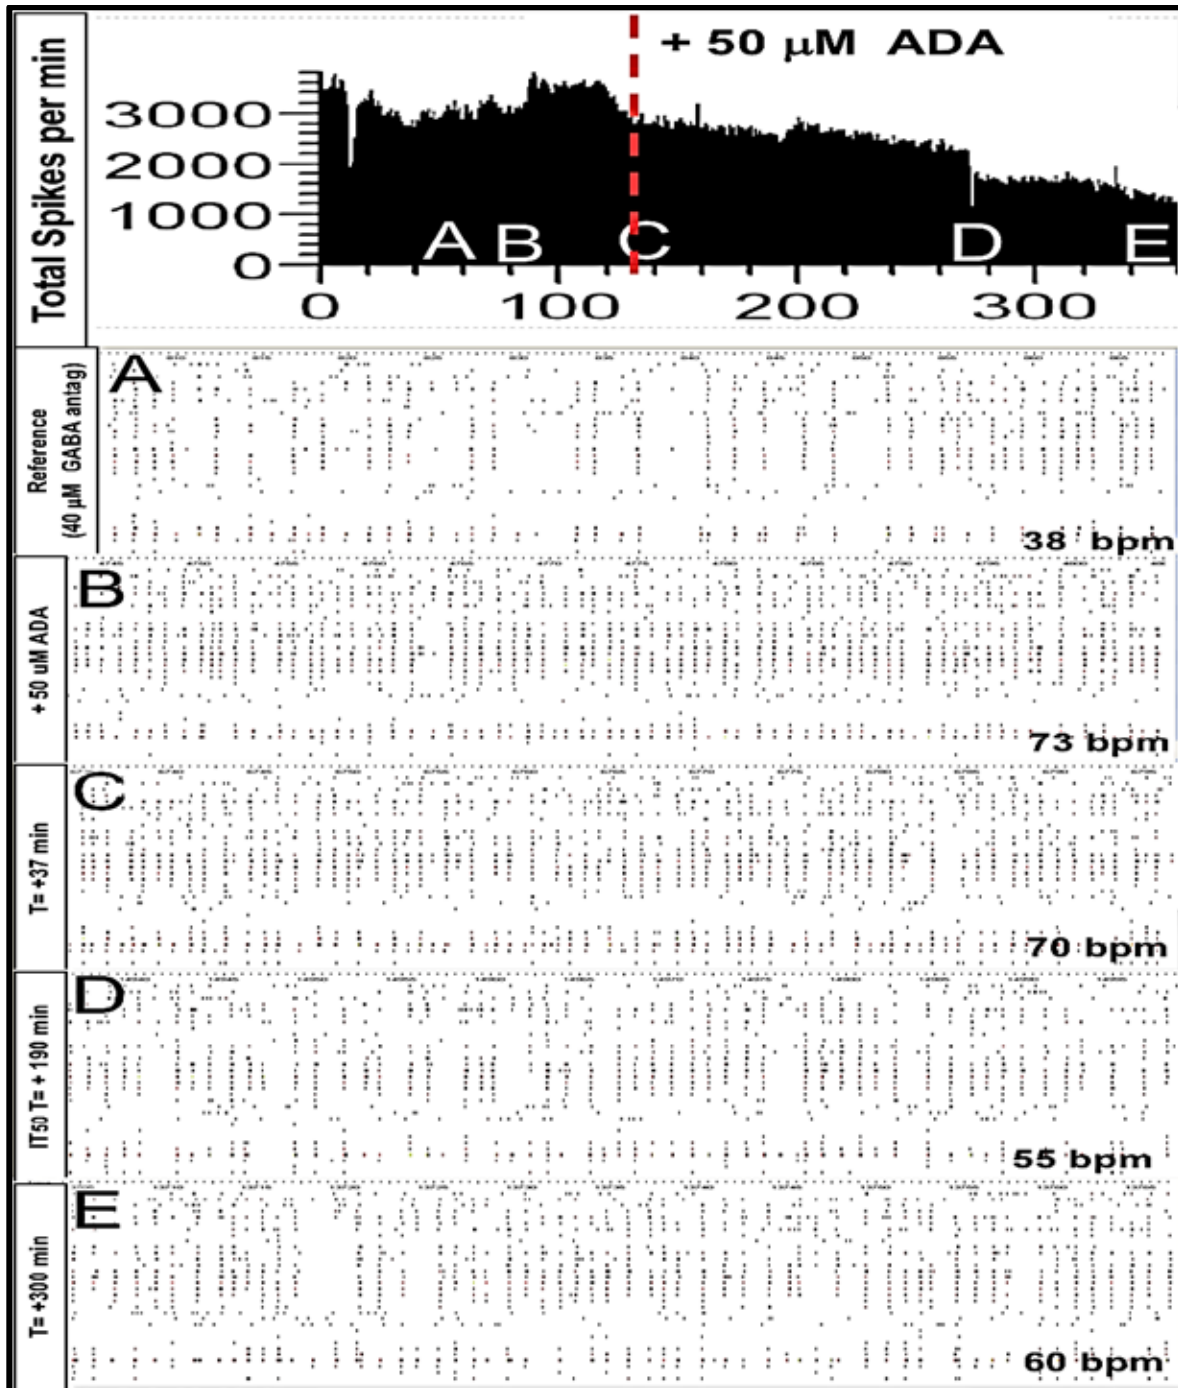 + 50 µM ADA
Total Spikes per min
3000
2000
1000
0
A B C D E
0 100 200 300
Reference
(40 µM GABA antag)
A
38 bpm
+ 50 uM ADA
B
73 bpm
T= +37 min
C
70 bpm
IT50 T= + 190 min
D
55 bpm
T= +300 min
E
60 bpm